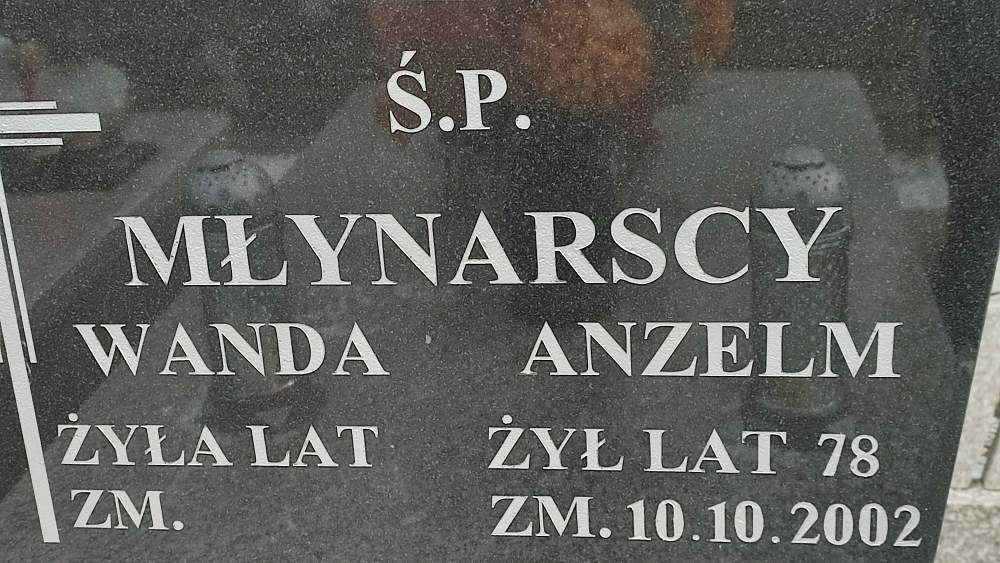 Ś.P.
MŁYNARSCY
WANDA ANZELM
ŻYŁA LAT ŻYŁ LAT 78
ZM. ZM. 10.10.2002